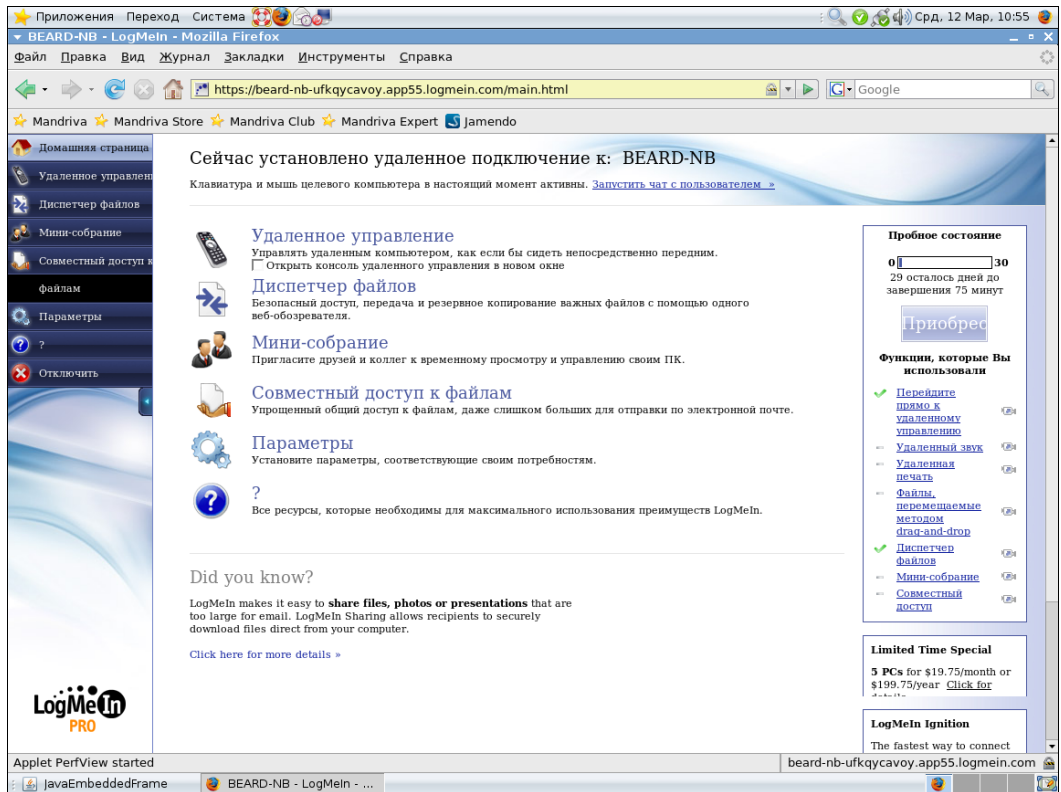 Приложения Переход Система
Срд, 12 Мар, 10:55
BEARD-NB - LogMeIn - Mozilla Firefox
Файл Правка Вид Журнал Закладки Инструменты Справка
https://beard-nb-ufkqycavoy.app55.logmein.com/main.html
G Google
Mandriva Mandriva Store Mandriva Club Mandriva Expert Jamendo
Домашняя страница
Удаленное управлен
Диспетчер файлов
Мини-собрание
Совместный доступ к
файлам
Параметры
?
Отключить
LogMeIn
PRO
Сейчас установлено удаленное подключение к: BEARD-NB
Клавиатура и мышь целевого компьютера в настоящий момент активны. Запустить чат с пользователем »
Удаленное управление
Управлять удаленным компьютером, как если бы сидеть непосредственно передним.
Открыть консоль удаленного управления в новом окне
Диспетчер файлов
Безопасный доступ, передача и резервное копирование важных файлов с помощью одного
веб-обозревателя.
Мини-собрание
Пригласите друзей и коллег к временному просмотру и управлению своим ПК.
Совместный доступ к файлам
Упрощенный общий доступ к файлам, даже слишком больших для отправки по электронной почте.
Параметры
Установите параметры, соответствующие своим потребностям.
?
Все ресурсы, которые необходимы для максимального использования преимуществ LogMeIn.
Did you know?
LogMeIn makes it easy to share files, photos or presentations that are
too large for email. LogMeIn Sharing allows recipients to securely
download files direct from your computer.
Click here for more details »
Пробное состояние
0 30
29 осталось дней до
завершения 75 минут
Приобрес
Функции, которые Вы
использовали
Перейдите
прямо к
удаленному
управлению
Удаленный звук
Удаленная
печать
Файлы,
перемещаемые
методом
drag-and-drop
Диспетчер
файлов
Мини-собрание
Совместный
доступ
Limited Time Special
5 PCs for $19.75/month or
$199.75/year Click for
LogMeIn Ignition
The fastest way to connect
Applet PerfView started
beard-nb-ufkqycavoy.app55.logmein.com
JavaEmbeddedFrame
BEARD-NB - LogMeIn - ...